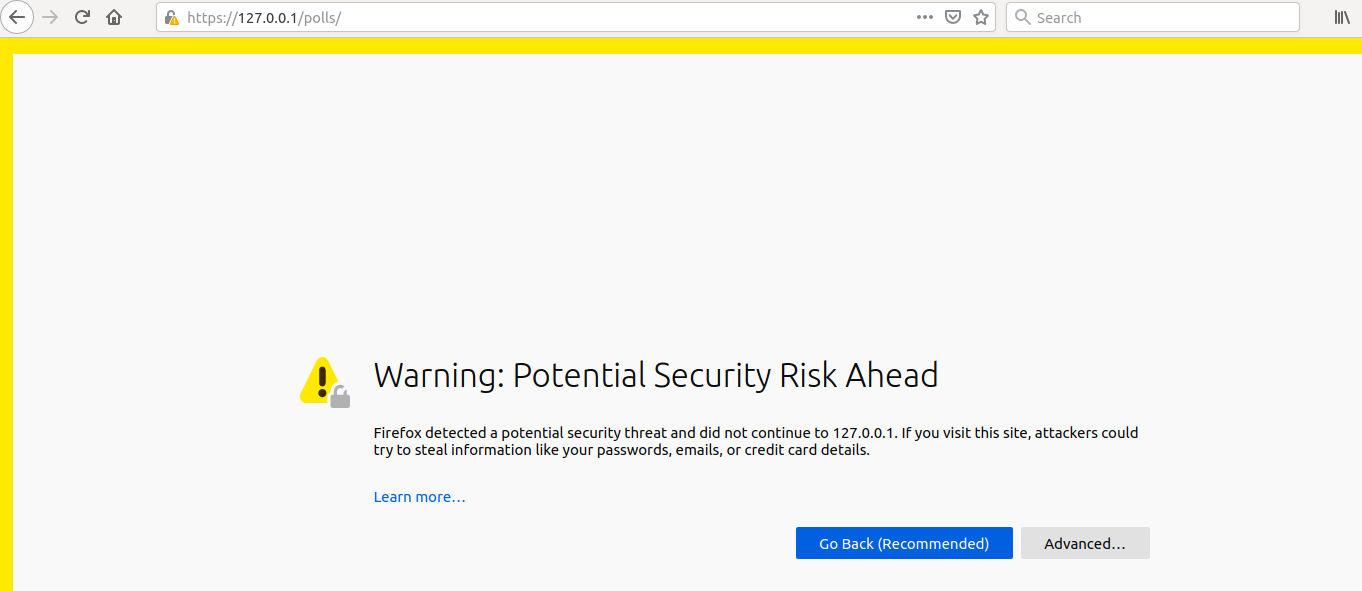 https://127.0.0.1/polls/
Search
Warning: Potential Security Risk Ahead
Firefox detected a potential security threat and did not continue to 127.0.0.1. If you visit this site, attackers could
try to steal information like your passwords, emails, or credit card details.
Learn more…
Go Back (Recommended)
Advanced…